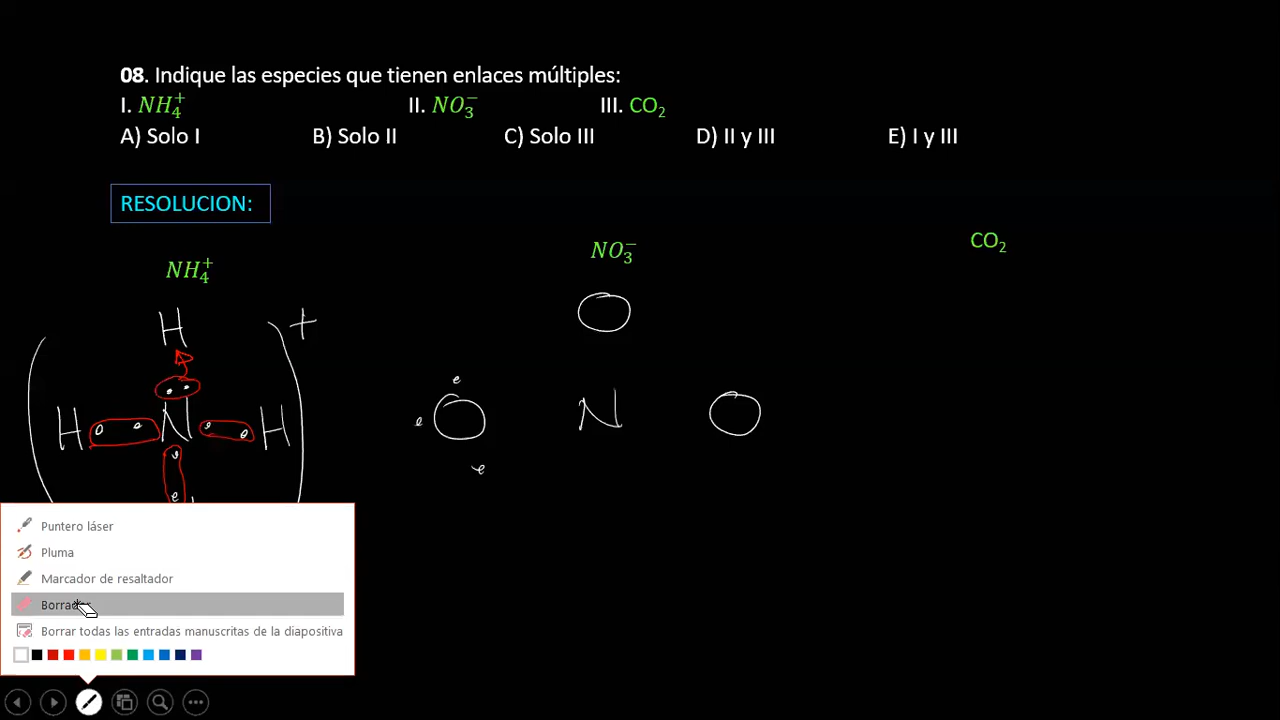 08. Indique las especies que tienen enlaces múltiples:
I. NH₄⁺ II. NO₃⁻ III. CO₂
A) Solo I B) Solo II C) Solo III D) II y III E) I y III
RESOLUCION:
NH₄⁺ NO₃⁻ CO₂
H +
O
H N H
O N O
Puntero láser
Pluma
Marcador de resaltador
Borrador
Borrar todas las entradas manuscritas de la diapositiva